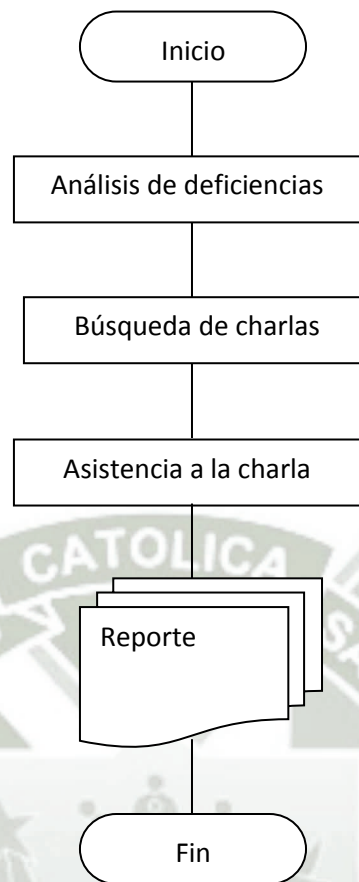 Inicio
Análisis de deficiencias
Búsqueda de charlas
Asistencia a la charla
CATOLICA
Reporte
Fin